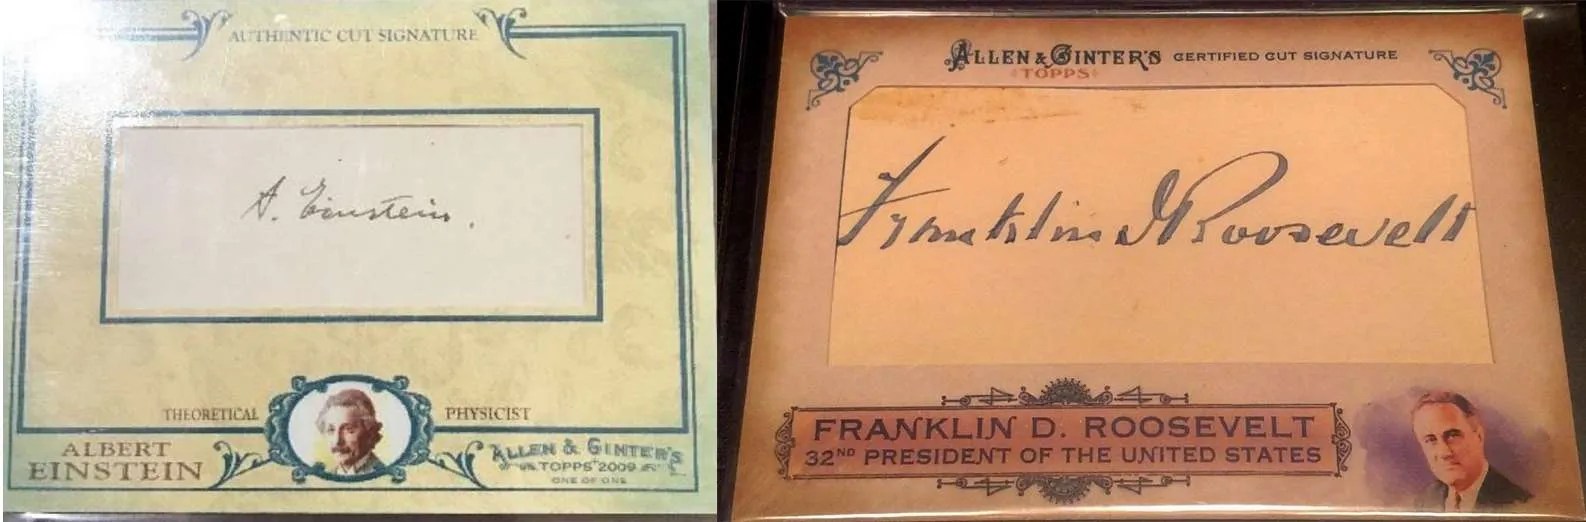 AUTHENTIC CUT SIGNATURE
A. Einstein.
THEORETICAL PHYSICIST
ALBERT
EINSTEIN
ALLEN & GINTER'S
TOPPS 2009
ONE OF ONE
ALLEN & GINTER'S CERTIFIED CUT SIGNATURE
TOPPS
Franklin D Roosevelt
FRANKLIN D. ROOSEVELT
32ND PRESIDENT OF THE UNITED STATES